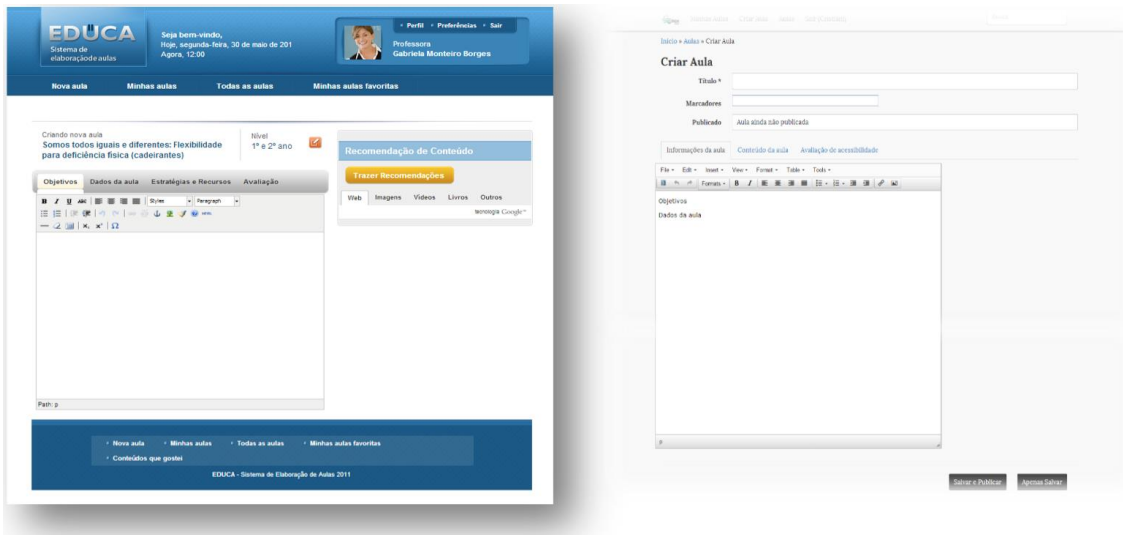 EDUCA
Sistema de
elaboraçãode aulas
Seja bem-vindo,
Hoje, segunda-feira, 30 de maio de 201
Agora, 12:00
Perfil
Preferências
Sair
Professora
Gabriela Monteiro Borges
Nova aula
Minhas aulas
Todas as aulas
Minhas aulas favoritas
Criando nova aula
Somos todos iguais e diferentes: Flexibilidade
para deficiência física (cadeirantes)
Nível
1º e 2º ano
Recomendação de Conteúdo
Trazer Recomendações
Web Imagens Vídeos Livros Outros
tecnologia Google™
Objetivos Dados da aula Estratégias e Recursos Avaliação
B I U ABC Styles Paragraph
HTML
Path: p
Nova aula Minhas aulas Todas as aulas Minhas aulas favoritas
Conteúdos que gostei
EDUCA - Sistema de Elaboração de Aulas 2011
Criar aula
Início » Aulas » Criar Aula
Criar Aula
Título *
Marcadores
Publicado Aula ainda não publicada
Informações da aula Conteúdo da aula Avaliação de acessibilidade
File Edit Insert View Format Table Tools
Formats B I
Objetivos
Dados da aula
p
Salvar e Publicar Apenas Salvar